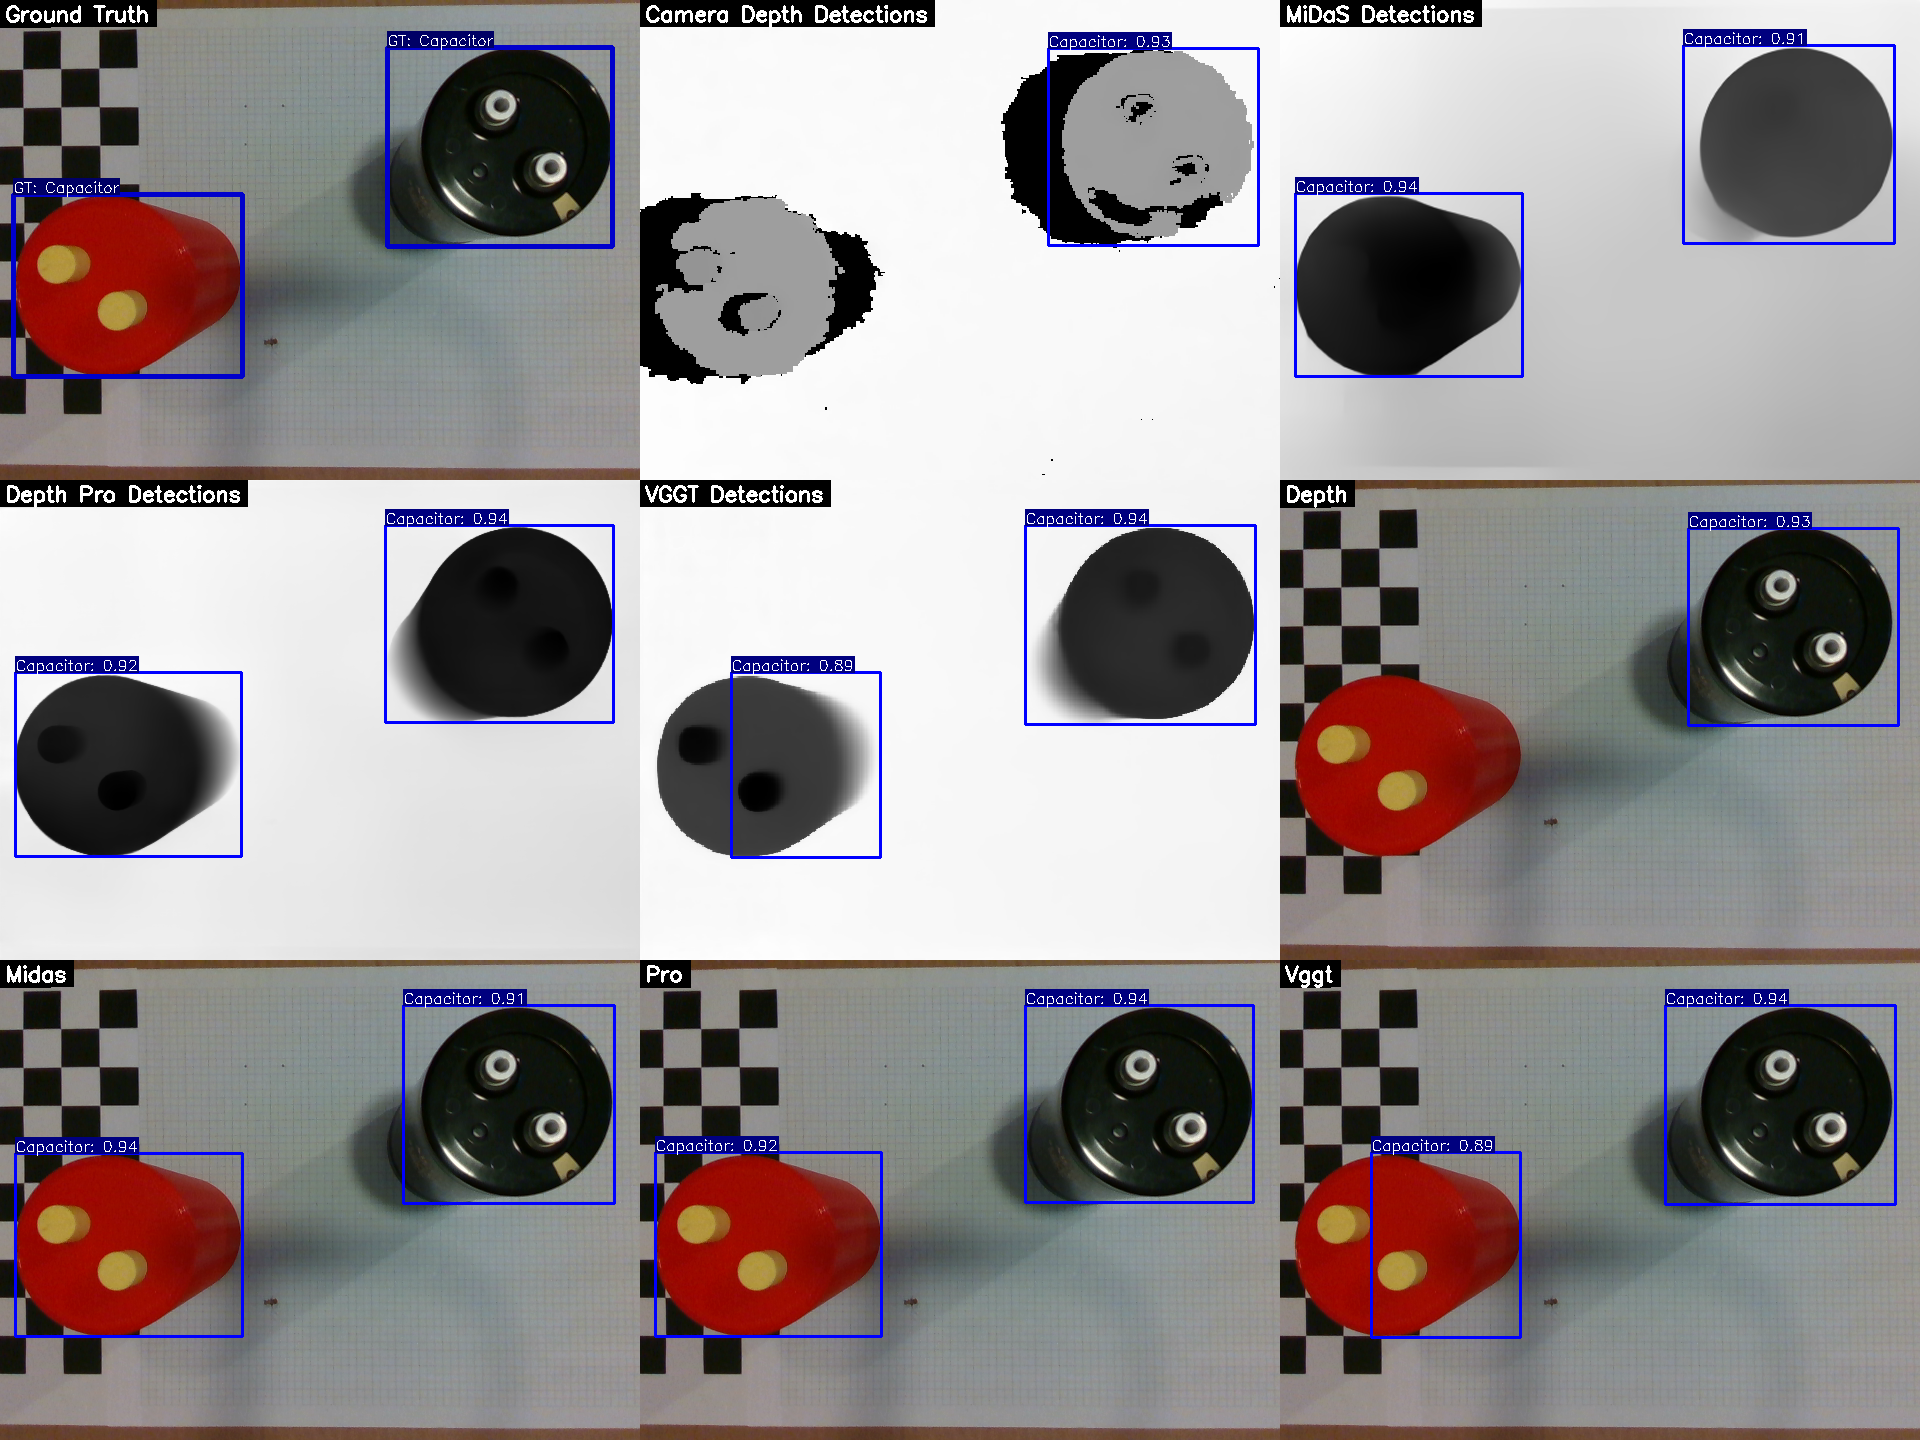 Ground Truth
GT: Capacitor
GT: Capacitor
Camera Depth Detections
Capacitor: 0.93
MiDaS Detections
Capacitor: 0.91
Capacitor: 0.94
Depth Pro Detections
Capacitor: 0.94
Capacitor: 0.92
VGGT Detections
Capacitor: 0.94
Capacitor: 0.89
Depth
Capacitor: 0.93
Midas
Capacitor: 0.91
Capacitor: 0.94
Pro
Capacitor: 0.94
Capacitor: 0.92
Vggt
Capacitor: 0.94
Capacitor: 0.89